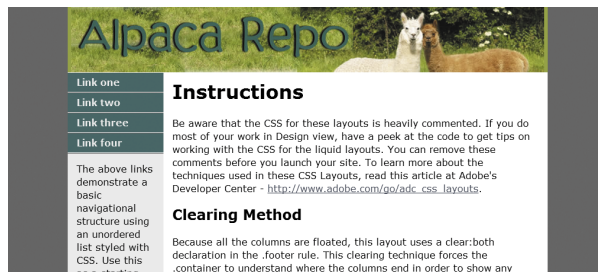 Alpaca Repo
Link one
Link two
Link three
Link four
The above links
demonstrate a
basic
navigational
structure using
an unordered
list styled with
CSS. Use this
as a starting
Instructions
Be aware that the CSS for these layouts is heavily commented. If you do
most of your work in Design view, have a peek at the code to get tips on
working with the CSS for the liquid layouts. You can remove these
comments before you launch your site. To learn more about the
techniques used in these CSS Layouts, read this article at Adobe's
Developer Center - http://www.adobe.com/go/adc_css_layouts.
Clearing Method
Because all the columns are floated, this layout uses a clear:both
declaration in the .footer rule. This clearing technique forces the
.container to understand where the columns end in order to show any